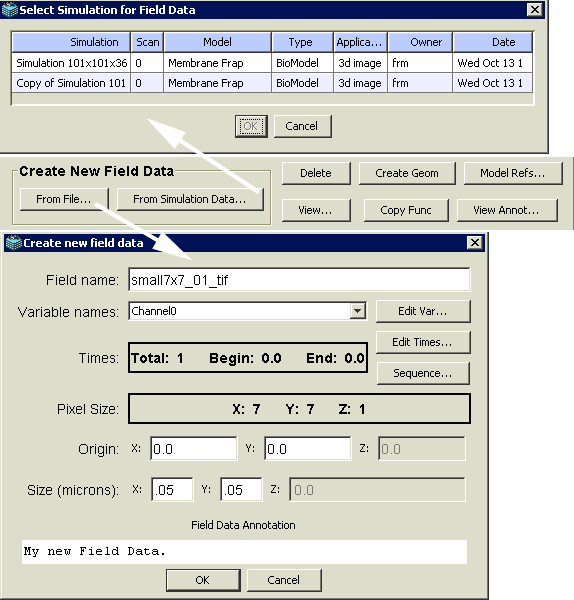 Select Simulation for Field Data
Simulation Scan Model Type Applica... Owner Date
Simulation 101x101x36 0 Membrane Frap BioModel 3d image frm Wed Oct 13 1
Copy of Simulation 101 0 Membrane Frap BioModel 3d image frm Wed Oct 13 1
OK Cancel
Create New Field Data
From File... From Simulation Data...
Delete Create Geom Model Refs...
View... Copy Func View Annot...
Create new field data
Field name: small7x7_01_tif
Variable names: Channel0 Edit Var...
Edit Times...
Times: Total: 1 Begin: 0.0 End: 0.0
Sequence...
Pixel Size: X: 7 Y: 7 Z: 1
Origin: X: 0.0 Y: 0.0 Z: 0.0
Size (microns): X: .05 Y: .05 Z: 0.0
Field Data Annotation
My new Field Data.
OK Cancel